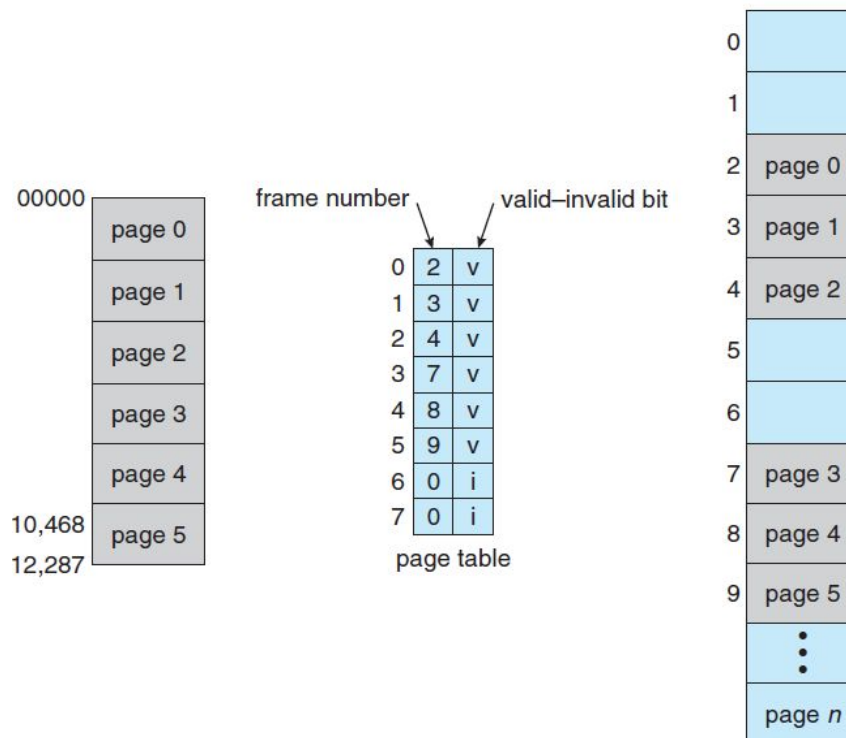 00000
page 0
page 1
page 2
page 3
page 4
10,468
page 5
12,287
frame number
valid–invalid bit
0 2 v
1 3 v
2 4 v
3 7 v
4 8 v
5 9 v
6 0 i
7 0 i
page table
0
1
2 page 0
3 page 1
4 page 2
5
6
7 page 3
8 page 4
9 page 5
page n